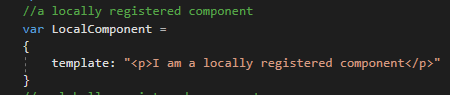 //a locally registered component
var LocalComponent =
{
template: "<p>I am a locally registered component</p>"
}